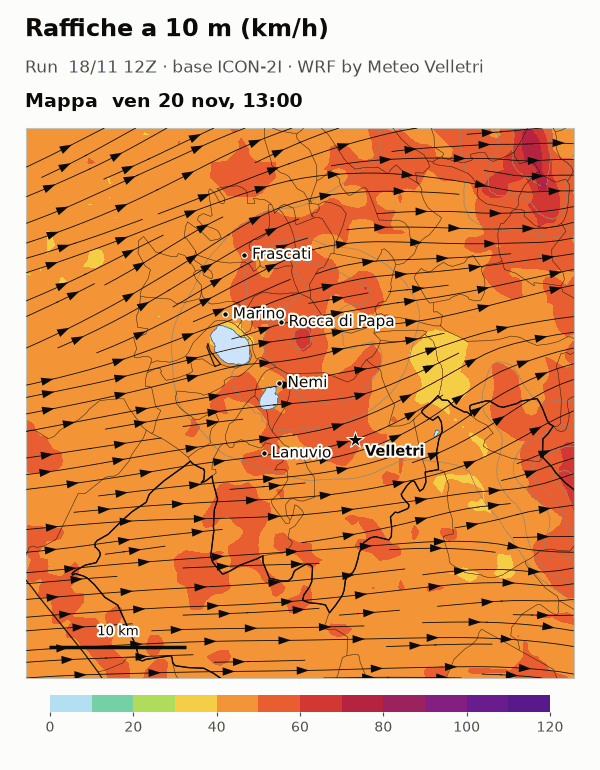 Raffiche a 10 m (km/h)
Run  18/11 12Z · base ICON-2I · WRF by Meteo Velletri
Mappa  ven 20 nov, 13:00
Frascati
Marino
Rocca di Papa
Nemi
Velletri
Lanuvio
10 km
0 20 40 60 80 100 120